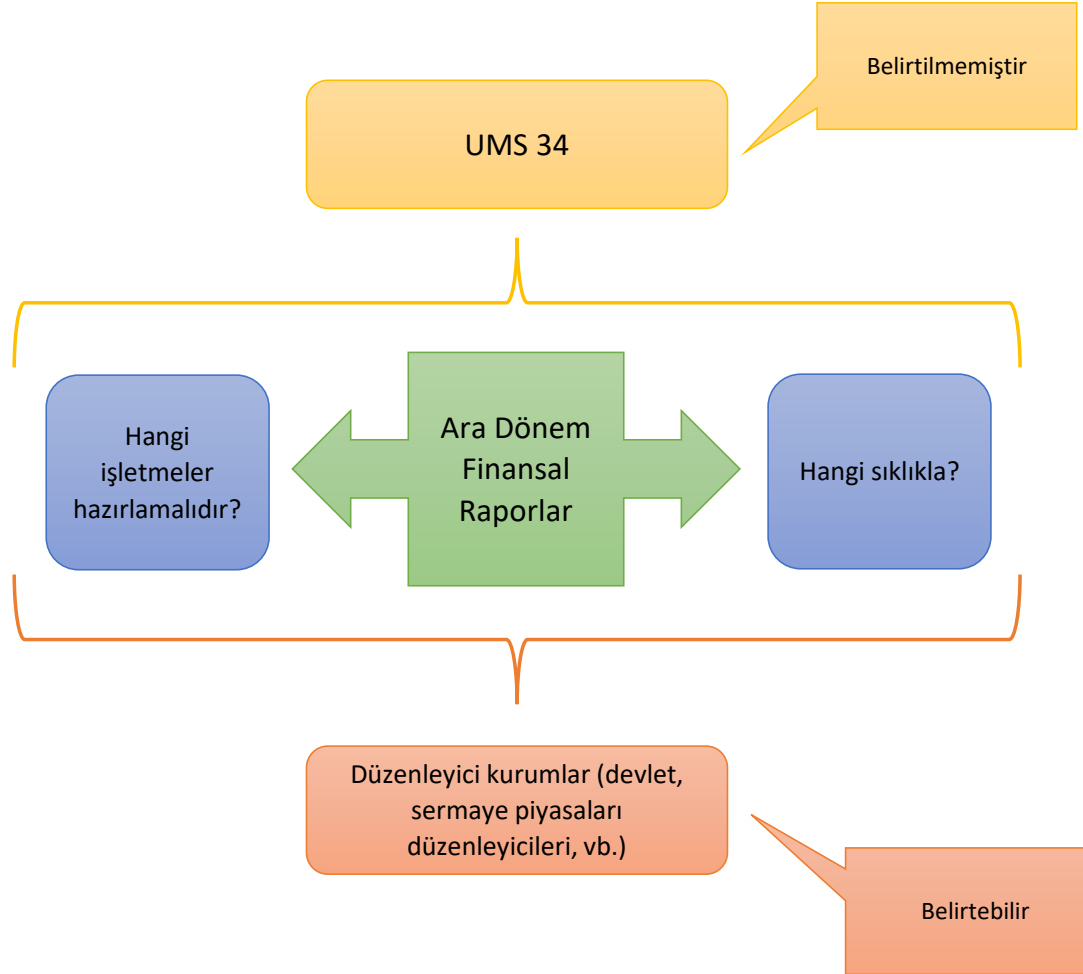 Belirtilmemiştir
UMS 34
Hangi
işletmeler
hazırlamalıdır?
Ara Dönem
Finansal
Raporlar
Hangi sıklıkla?
Düzenleyici kurumlar (devlet,
sermaye piyasaları
düzenleyicileri, vb.)
Belirtebilir